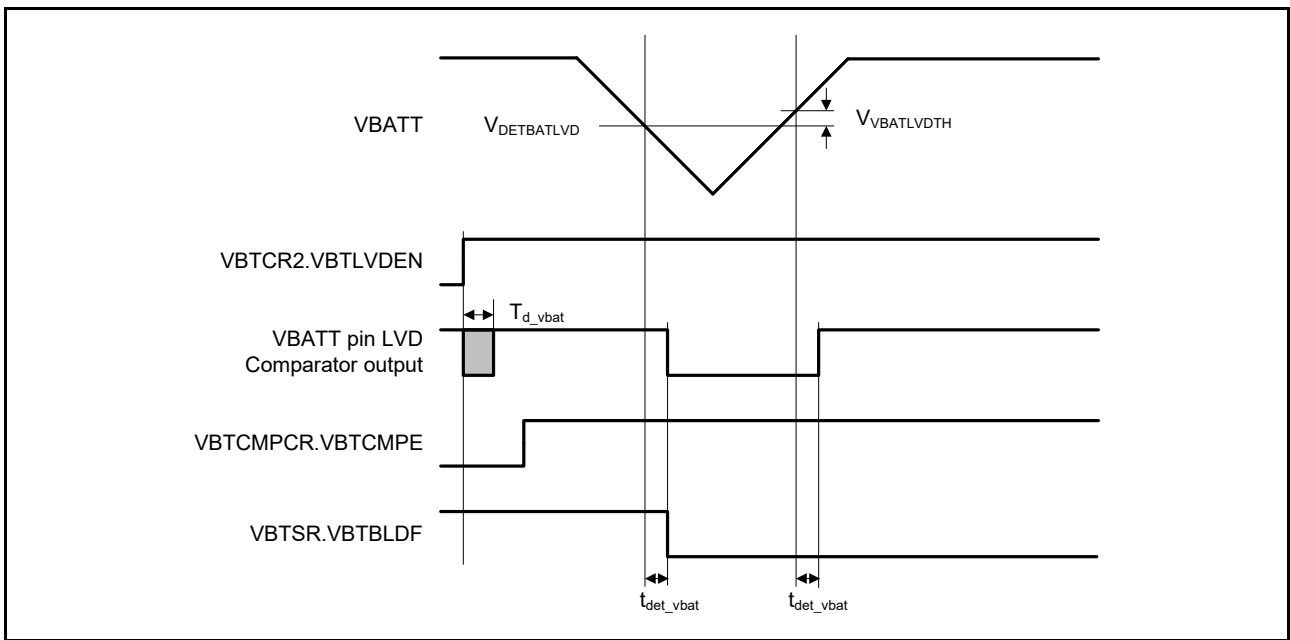 VBATT
VDETBATLVD
VVBATLVDTH
VBTCR2.VBTLVDEN
Td_vbat
VBATT pin LVD
Comparator output
VBTCMPCR.VBTCMPE
VBTSR.VBTBLDF
tdet_vbat
tdet_vbat